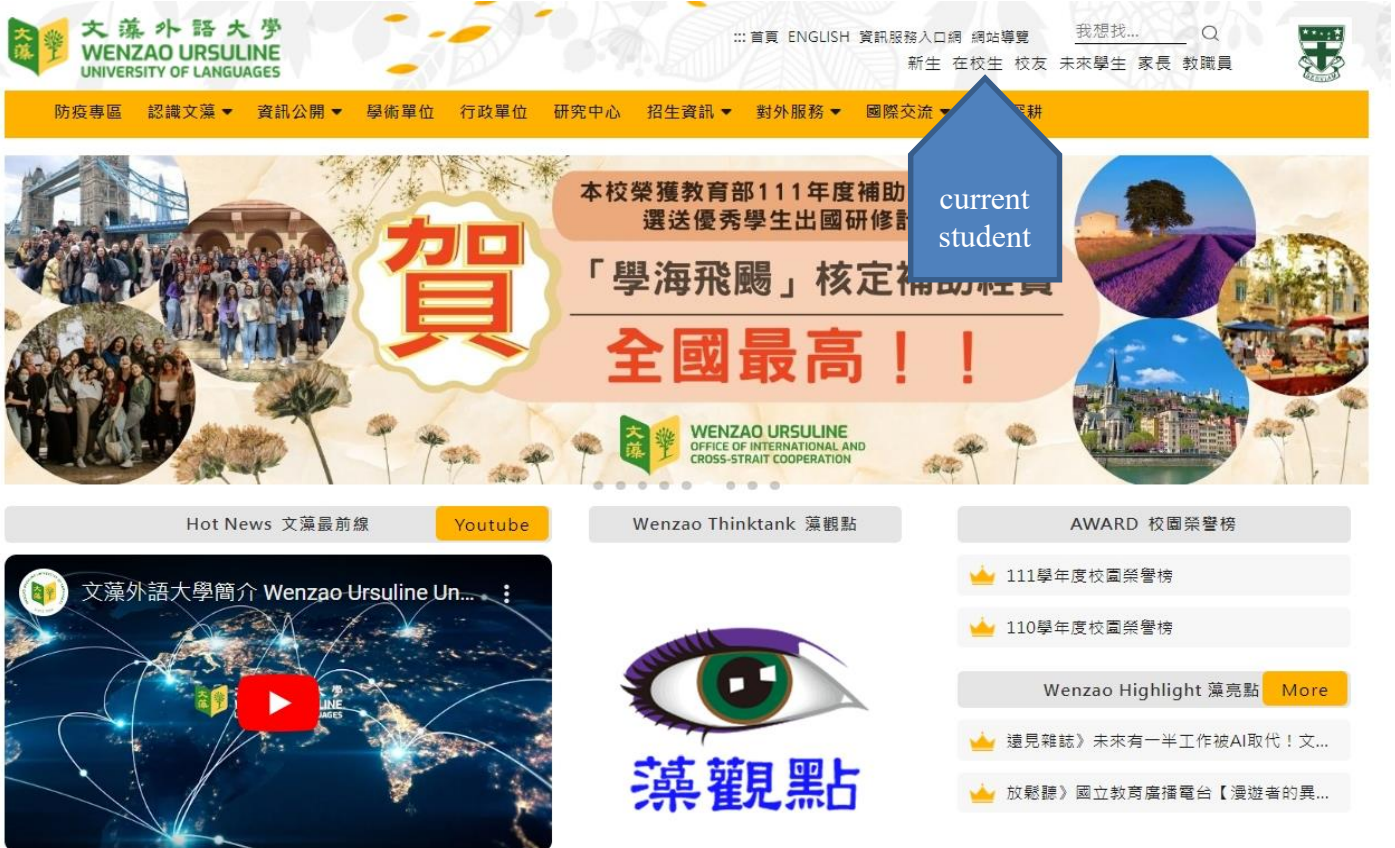 文藻
文藻外語大學
WENZAO URSULINE
UNIVERSITY OF LANGUAGES
::: 首頁 ENGLISH 資訊服務入口網 網站導覽 我想找...
新生 在校生 校友 未來學生 家長 教職員
防疫專區 認識文藻 資訊公開 學術單位 行政單位 研究中心 招生資訊 對外服務 國際交流 耕
current
student
賀
本校榮獲教育部111年度補助
選送優秀學生出國研修
「學海飛颺」核定補助經費
全國最高！！
文藻
WENZAO URSULINE
OFFICE OF INTERNATIONAL AND
CROSS-STRAIT COOPERATION
Hot News 文藻最前線 Youtube
文藻外語大學簡介 Wenzao Ursuline Un...
Wenzao Thinktank 藻觀點
藻觀點
AWARD 校園榮譽榜
111學年度校園榮譽榜
110學年度校園榮譽榜
Wenzao Highlight 藻亮點 More
遠見雜誌》未來有一半工作被AI取代！文...
放鬆聽》國立教育廣播電台【漫遊者的異...